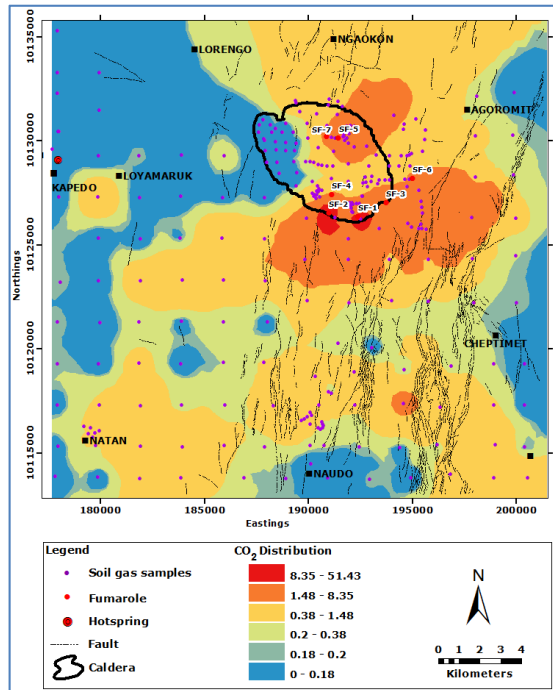 10135000
NGAOKON
LORENGO
AGOROMIT
SF-7
SF-5
10130000
SF-6
LOYAMARUK
KAPEDO
SF-4
SF-3
SF-2
SF-1
10125000
Northings
10120000
CHEPTIMET
10115000
NATAN
NAUDO
180000
185000
190000
195000
200000
Eastings
Legend
Soil gas samples
Fumarole
Hotspring
Fault
Caldera
CO2 Distribution
8.35 - 51.43
1.48 - 8.35
0.38 - 1.48
0.2 - 0.38
0.18 - 0.2
0 - 0.18
N
0 1 2 3 4
Kilometers